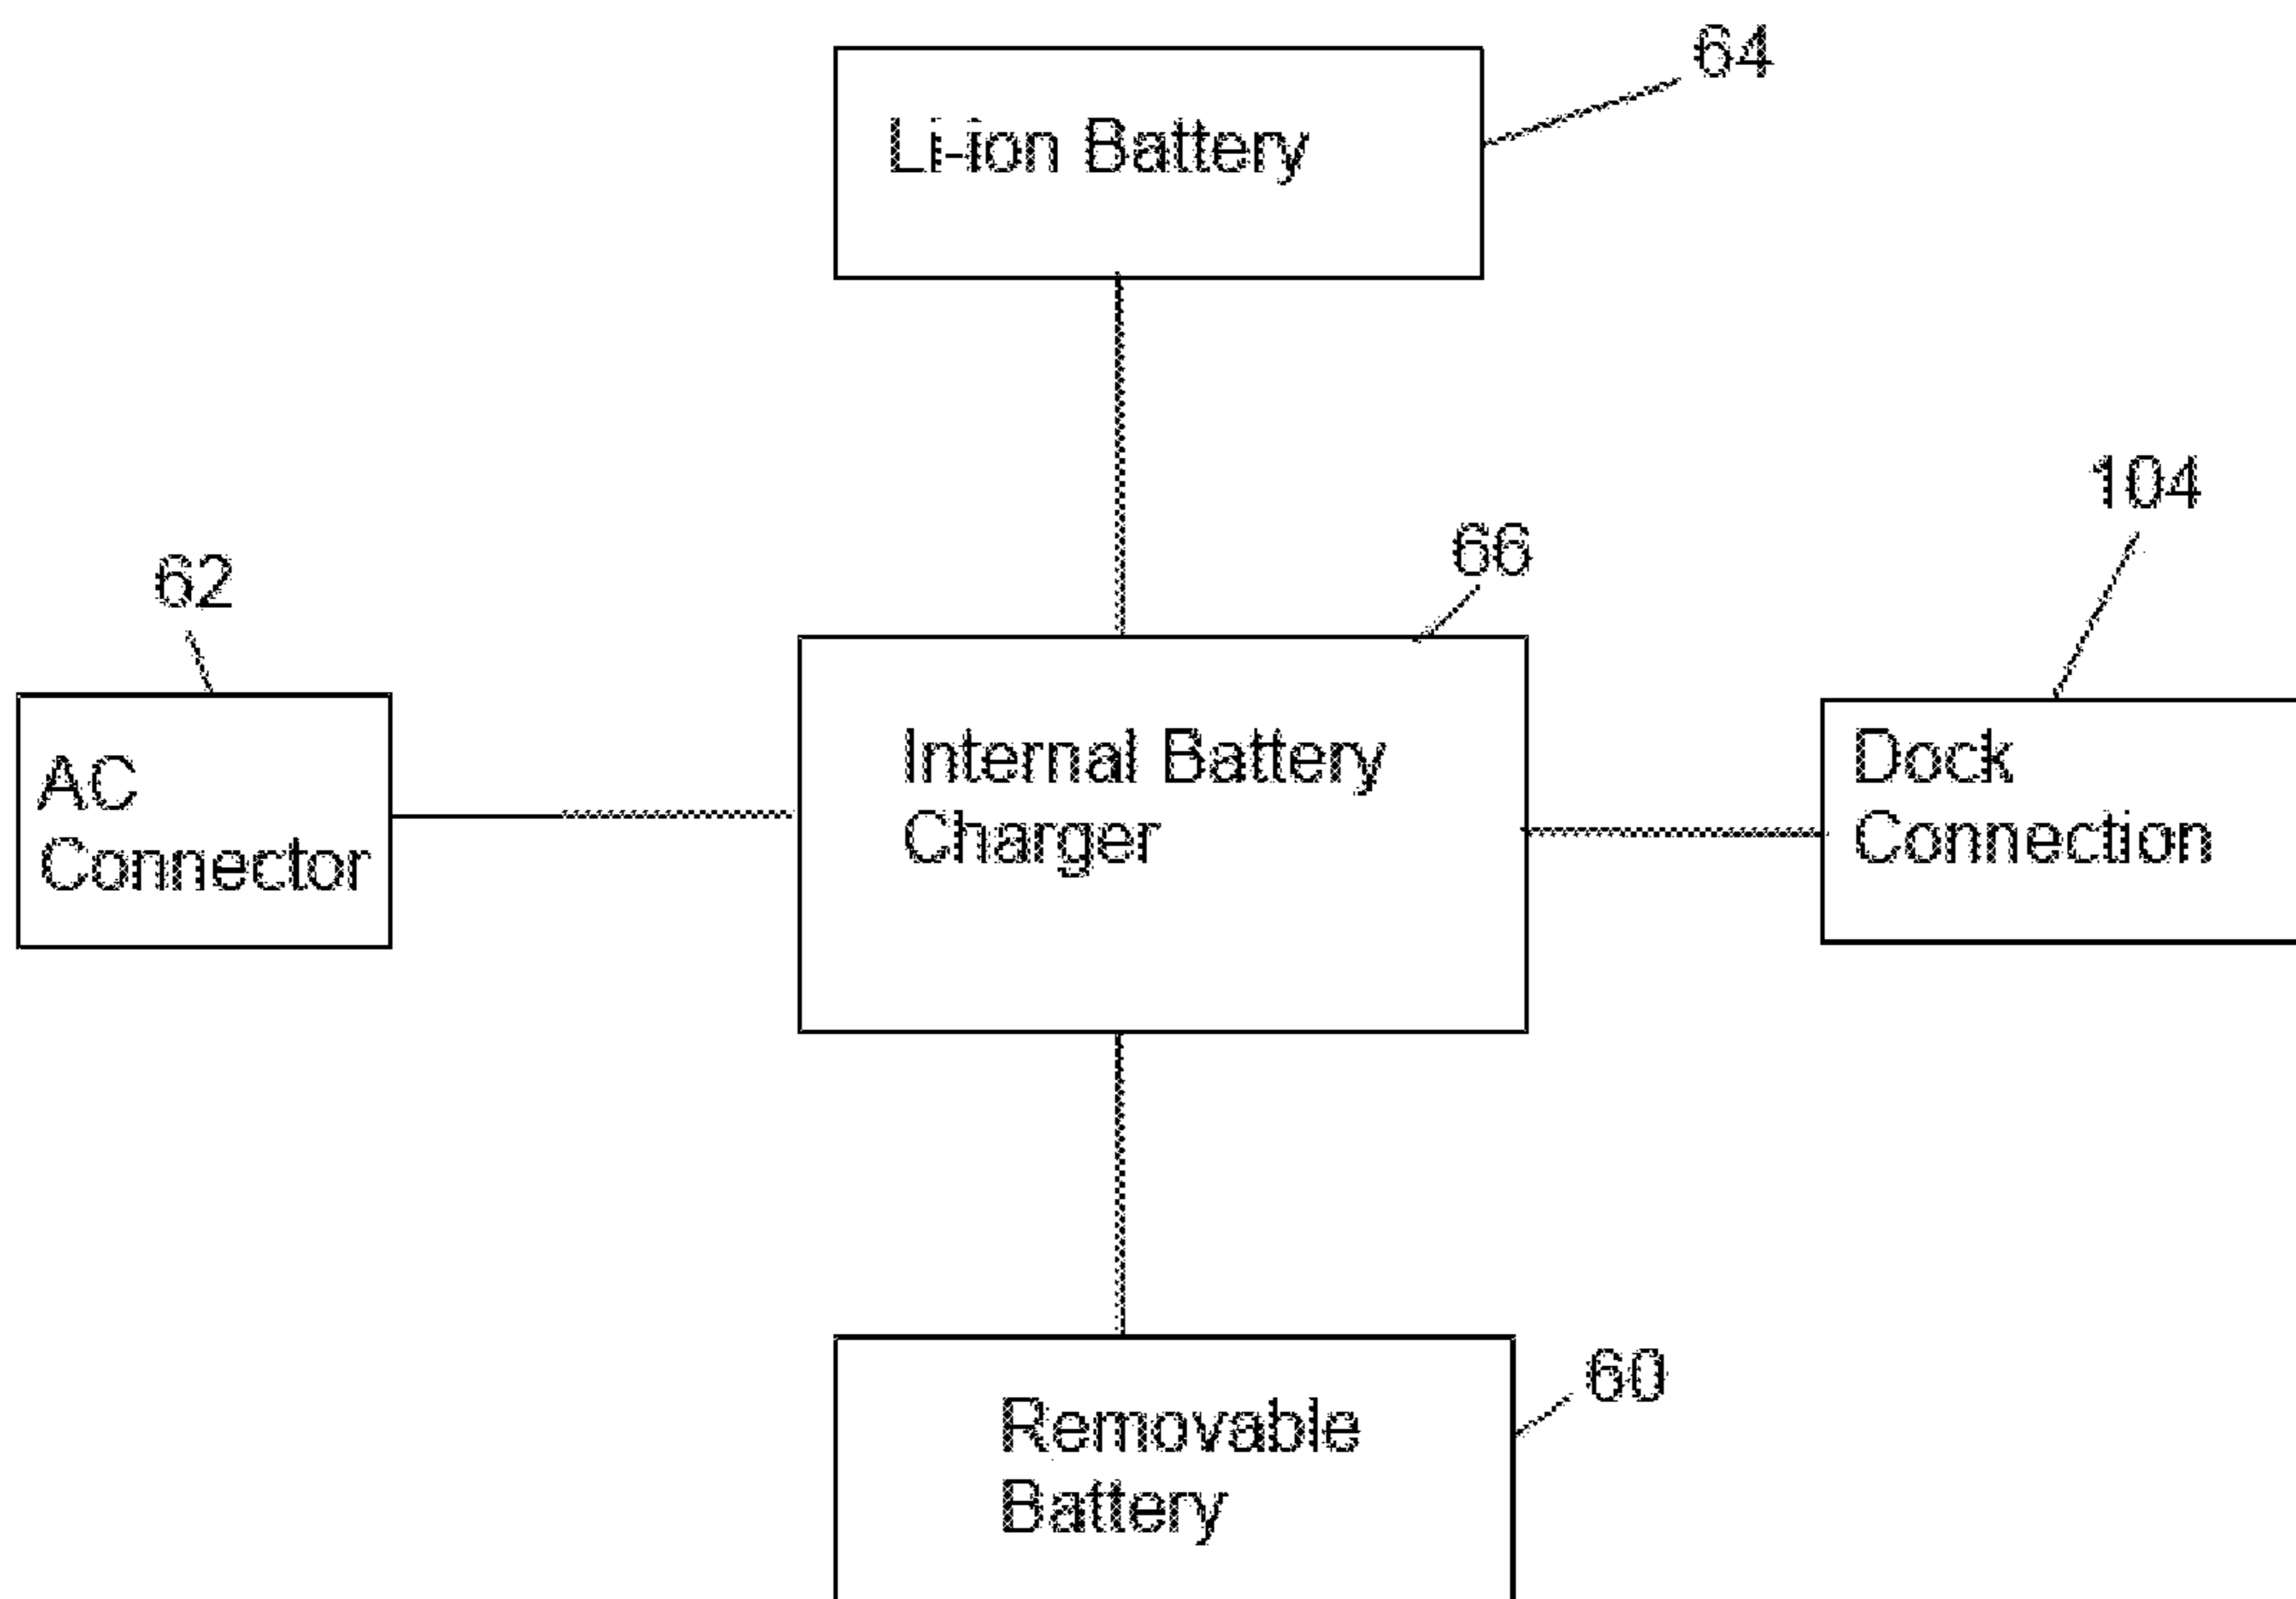 64
Li-ion Battery
104
66
62
Internal Battery
Charger
Dock
Connection
AC
Connector
60
Removable
Battery